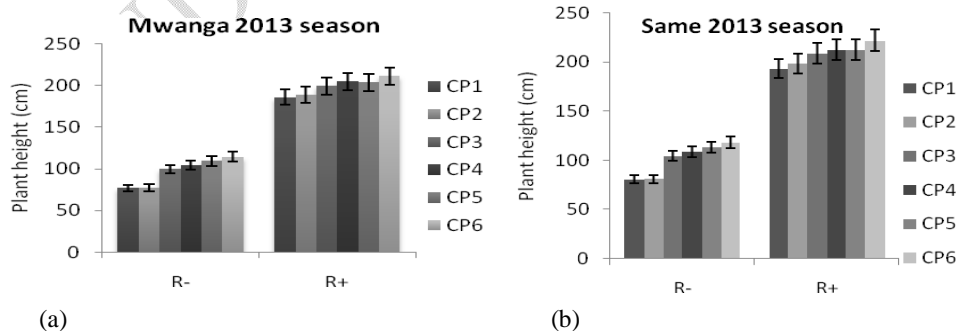 Mwanga 2013 season
Plant height (cm)
250
200
150
100
50
0
R-
R+
CP1
CP2
CP3
CP4
CP5
CP6
(a)
Same 2013 season
Plant height (cm)
250
200
150
100
50
0
R-
R+
CP1
CP2
CP3
CP4
CP5
CP6
(b)